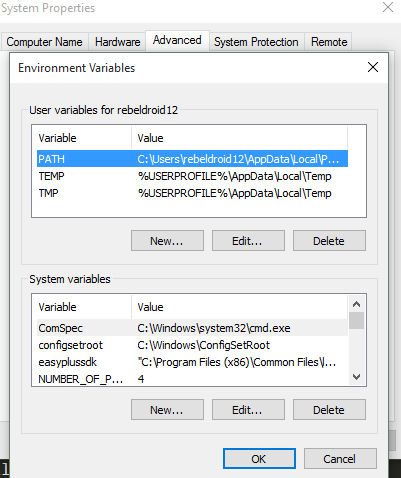 System Properties
Computer Name Hardware Advanced System Protection Remote
Environment Variables
User variables for rebeldroid12
Variable Value
PATH C:\Users\rebeldroid12\AppData\Local\P...
TEMP %USERPROFILE%\AppData\Local\Temp
TMP %USERPROFILE%\AppData\Local\Temp
New... Edit... Delete
System variables
Variable Value
ComSpec C:\Windows\system32\cmd.exe
configsetroot C:\Windows\ConfigSetRoot
easyplussdk "C:\Program Files (x86)\Common Files\l...
NUMBER_OF_P... 4
New... Edit... Delete
OK Cancel